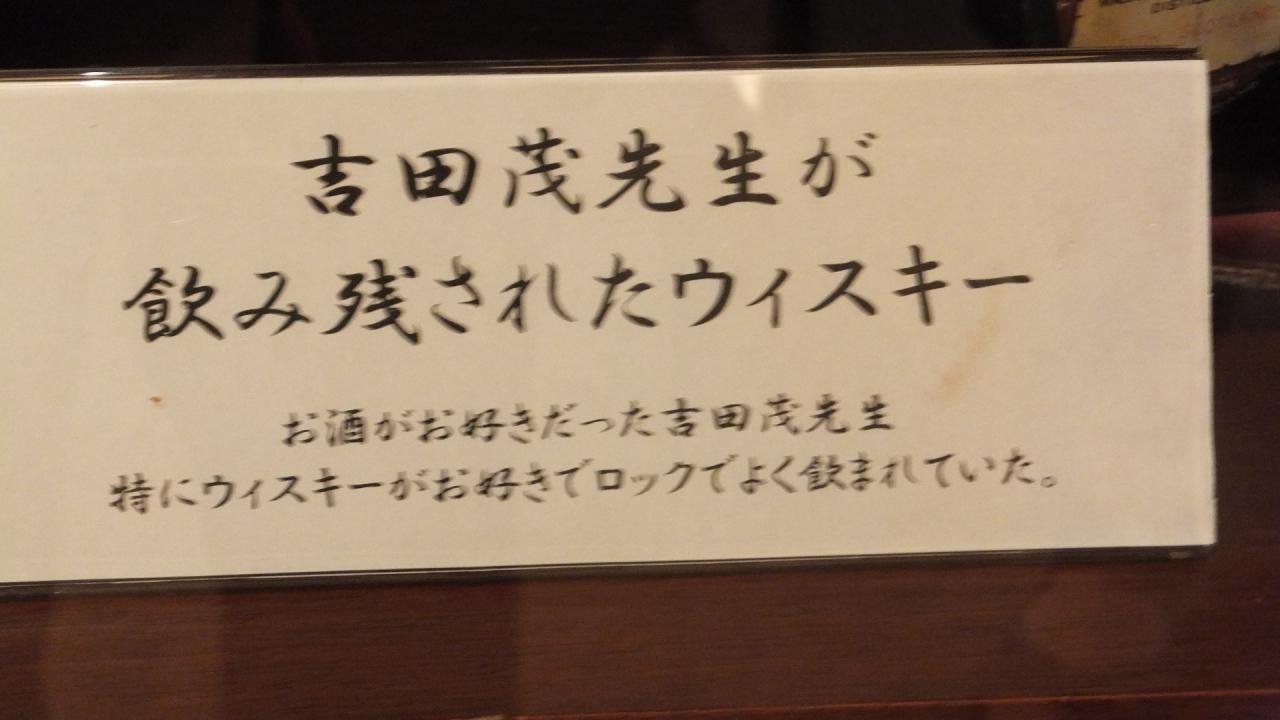 吉田茂先生が
飲み残されたウィスキー
お酒がお好きだった吉田茂先生
特にウィスキーがお好きでロックでよく飲まれていた。